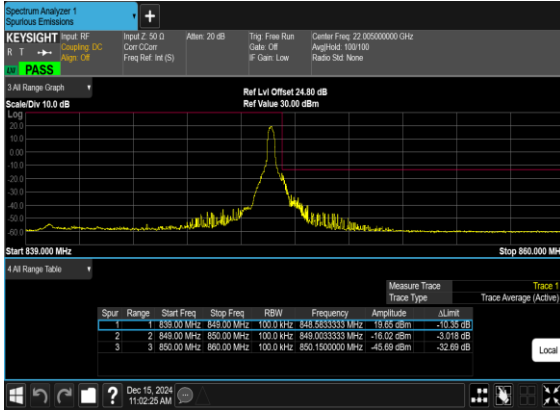 Spectrum Analyzer 1
Spurious Emissions
+
KEYSIGHT Input: RF Input Z: 50 Ω Atten: 20 dB Trig: Free Run Center Freq: 22.005000000 GHz
R T Coupling: DC Corr CCorr Gate: Off Avg|Hold: 100/100
Align: Off Freq Ref: Int (S) IF Gain: Low Radio Std: None
PASS
3 All Range Graph
Ref Lvl Offset 24.80 dB
Scale/Div 10.0 dB Ref Value 30.00 dBm
Log
20.0
10.0
0.00
-10.0
-20.0
-30.0
-40.0
-50.0
-60.0
Start 839.000 MHz Stop 860.000 MH
4 All Range Table
Measure Trace Trace 1
Trace Type Trace Average (Active)
Spur Range Start Freq Stop Freq RBW Frequency Amplitude ΔLimit
1 1 839.00 MHz 849.00 MHz 100.0 kHz 848.5833333 MHz 19.65 dBm -10.35 dB
2 2 849.00 MHz 850.00 MHz 100.0 kHz 849.0033333 MHz -16.02 dBm -3.018 dB
3 3 850.00 MHz 860.00 MHz 100.0 kHz 850.1500000 MHz -45.69 dBm -32.69 dB
Local
? Dec 15, 2024
11:02:25 AM